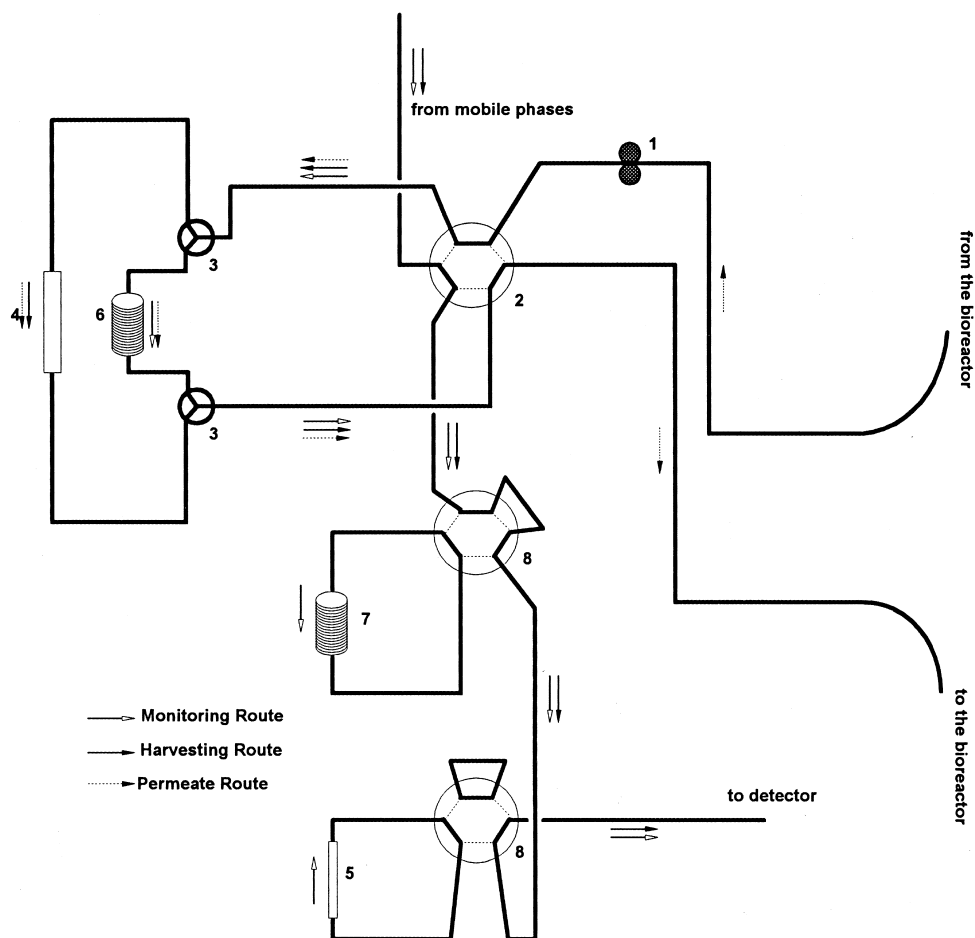 from mobile phases
1
3
from the bioreactor
2
4
6
3
8
7
Monitoring Route
Harvesting Route
Permeate Route
to the bioreactor
to detector
8
5